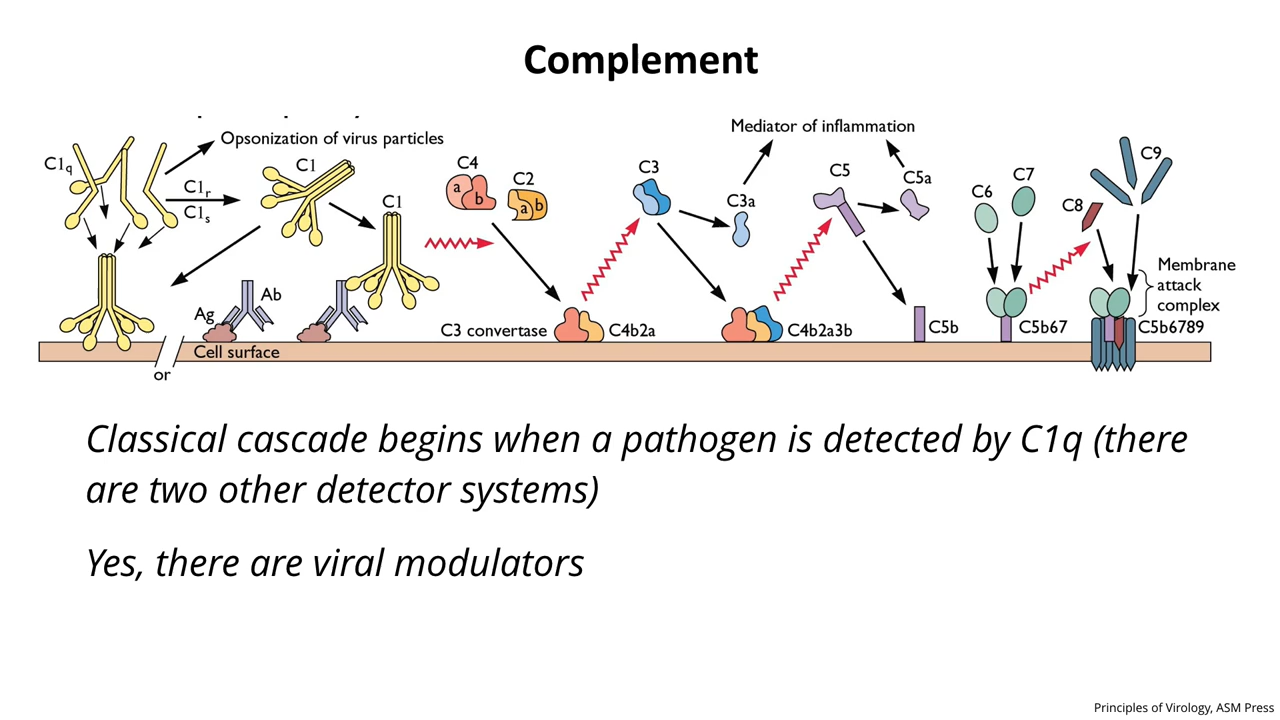 Complement
Opsonization of virus particles
Mediator of inflammation
C1q
C1r
C1s
C1
C1
C4
a
b
C2
a
b
C3
C3a
C5
C5a
C6
C7
C8
C9
Membrane
attack
complex
Ag
Ab
C3 convertase
C4b2a
C4b2a3b
C5b
C5b67
C5b6789
Cell surface
or
Classical cascade begins when a pathogen is detected by C1q (there
are two other detector systems)
Yes, there are viral modulators
Principles of Virology, ASM Press